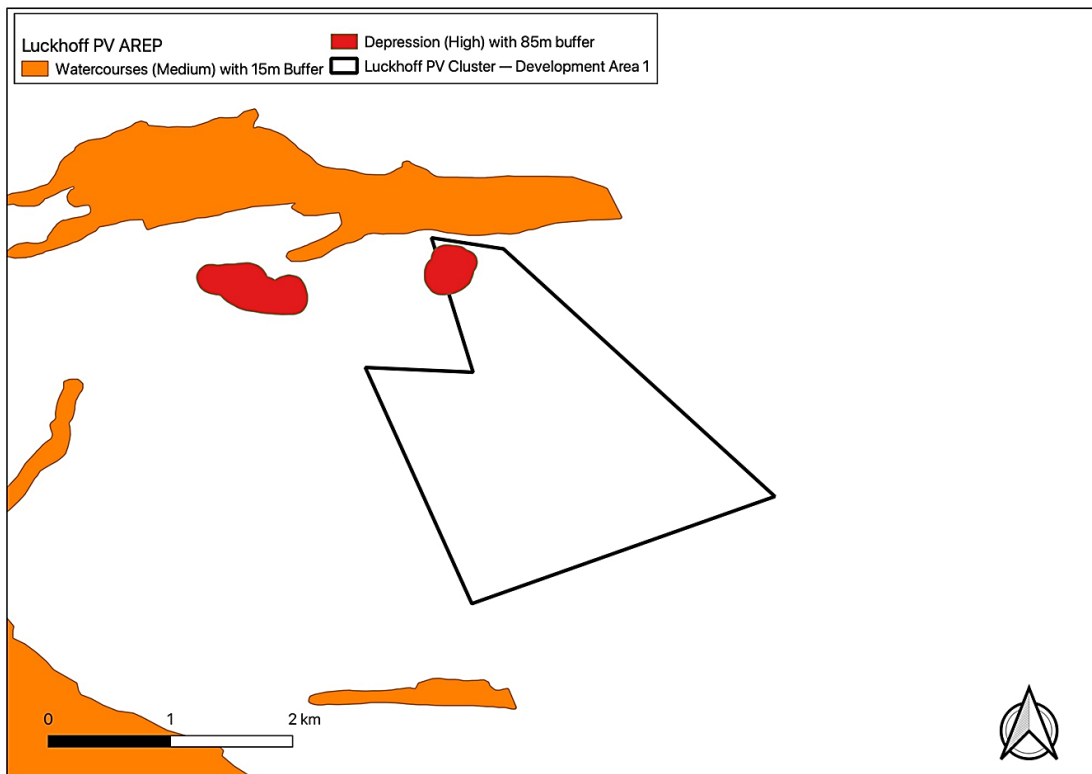 Luckhoff PV AREP
Watercourses (Medium) with 15m Buffer
Depression (High) with 85m buffer
Luckhoff PV Cluster — Development Area 1
0 1 2 km